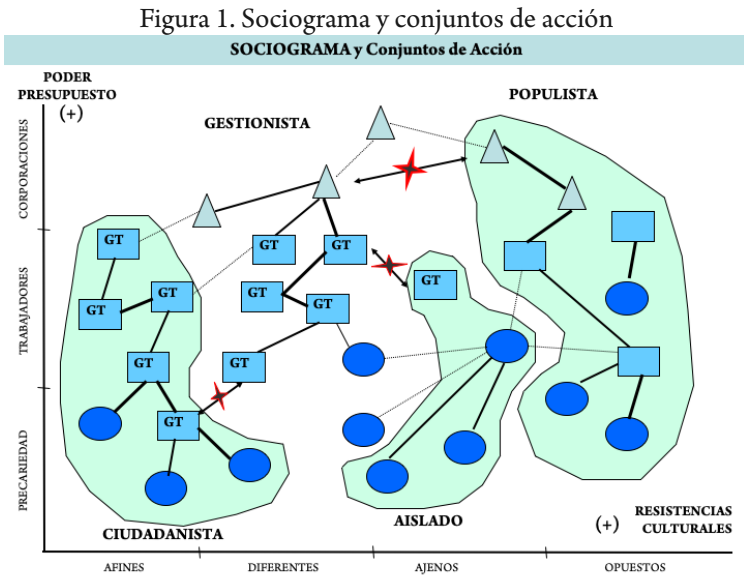 Figura 1. Sociograma y conjuntos de acción
SOCIOGRAMA y Conjuntos de Acción
PODER
PRESUPUESTO
(+)
GESTIONISTA
POPULISTA
CORPORACIONES
TRABAJADORES
PRECARIEDAD
GT
GT
GT
GT
GT
GT
GT
GT
GT
GT
GT
CIUDADANISTA
AISLADO
(+)
RESISTENCIAS
CULTURALES
AFINES
DIFERENTES
AJENOS
OPUESTOS